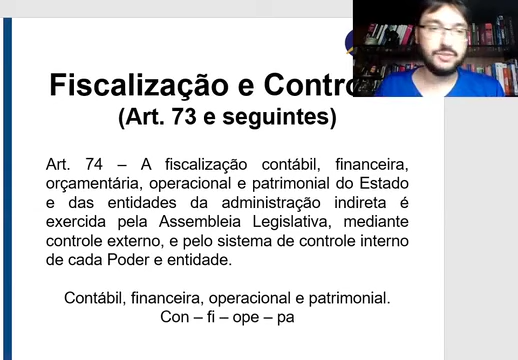 Fiscalização e Contro
(Art. 73 e seguintes)
Art. 74 – A fiscalização contábil, financeira,
orçamentária, operacional e patrimonial do Estado
e das entidades da administração indireta é
exercida pela Assembleia Legislativa, mediante
controle externo, e pelo sistema de controle interno
de cada Poder e entidade.
Contábil, financeira, operacional e patrimonial.
Con – fi – ope – pa